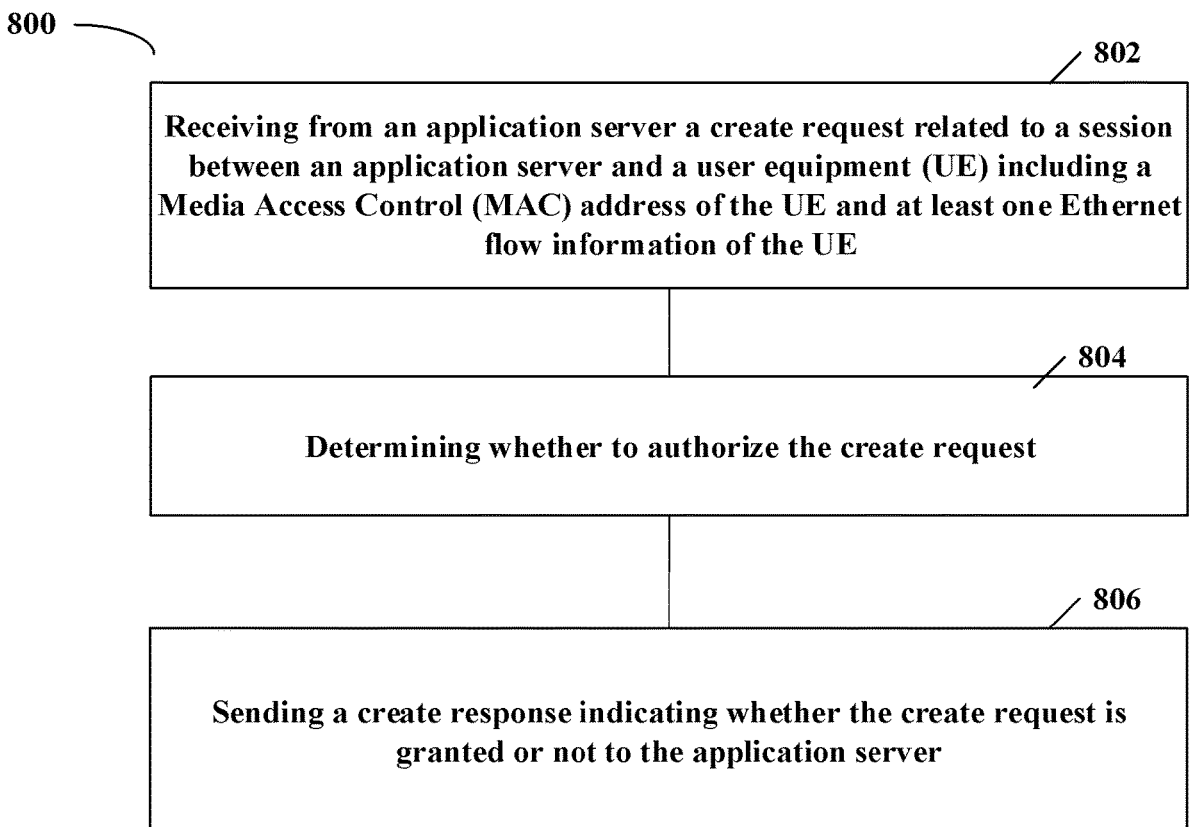 800
802
Receiving from an application server a create request related to a session
between an application server and a user equipment (UE) including a
Media Access Control (MAC) address of the UE and at least one Ethernet
flow information of the UE
804
Determining whether to authorize the create request
806
Sending a create response indicating whether the create request is
granted or not to the application server